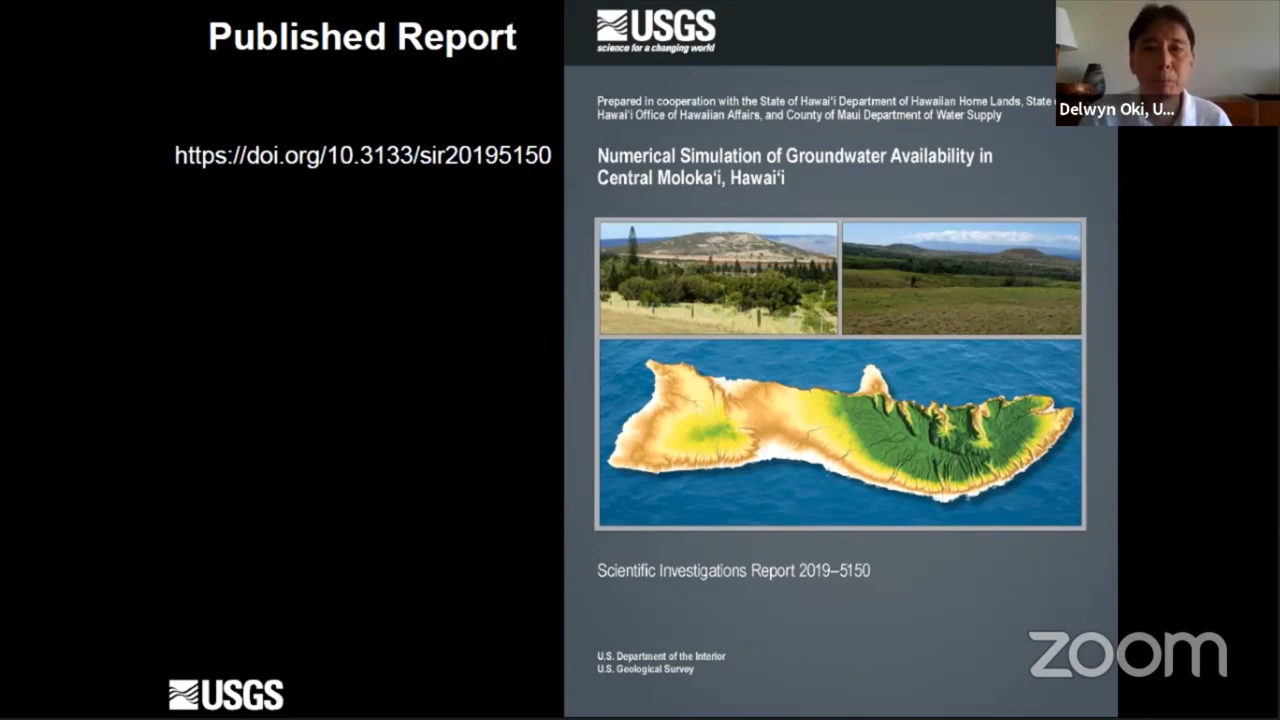 Published Report
https://doi.org/10.3133/sir20195150
USGS
USGS
science for a changing world
Prepared in cooperation with the State of Hawai‘i Department of Hawaiian Home Lands, State
Hawai‘i Office of Hawaiian Affairs, and County of Maui Department of Water Supply
Numerical Simulation of Groundwater Availability in
Central Moloka‘i, Hawai‘i
Scientific Investigations Report 2019–5150
U.S. Department of the Interior
U.S. Geological Survey
Delwyn Oki, U...
zoom